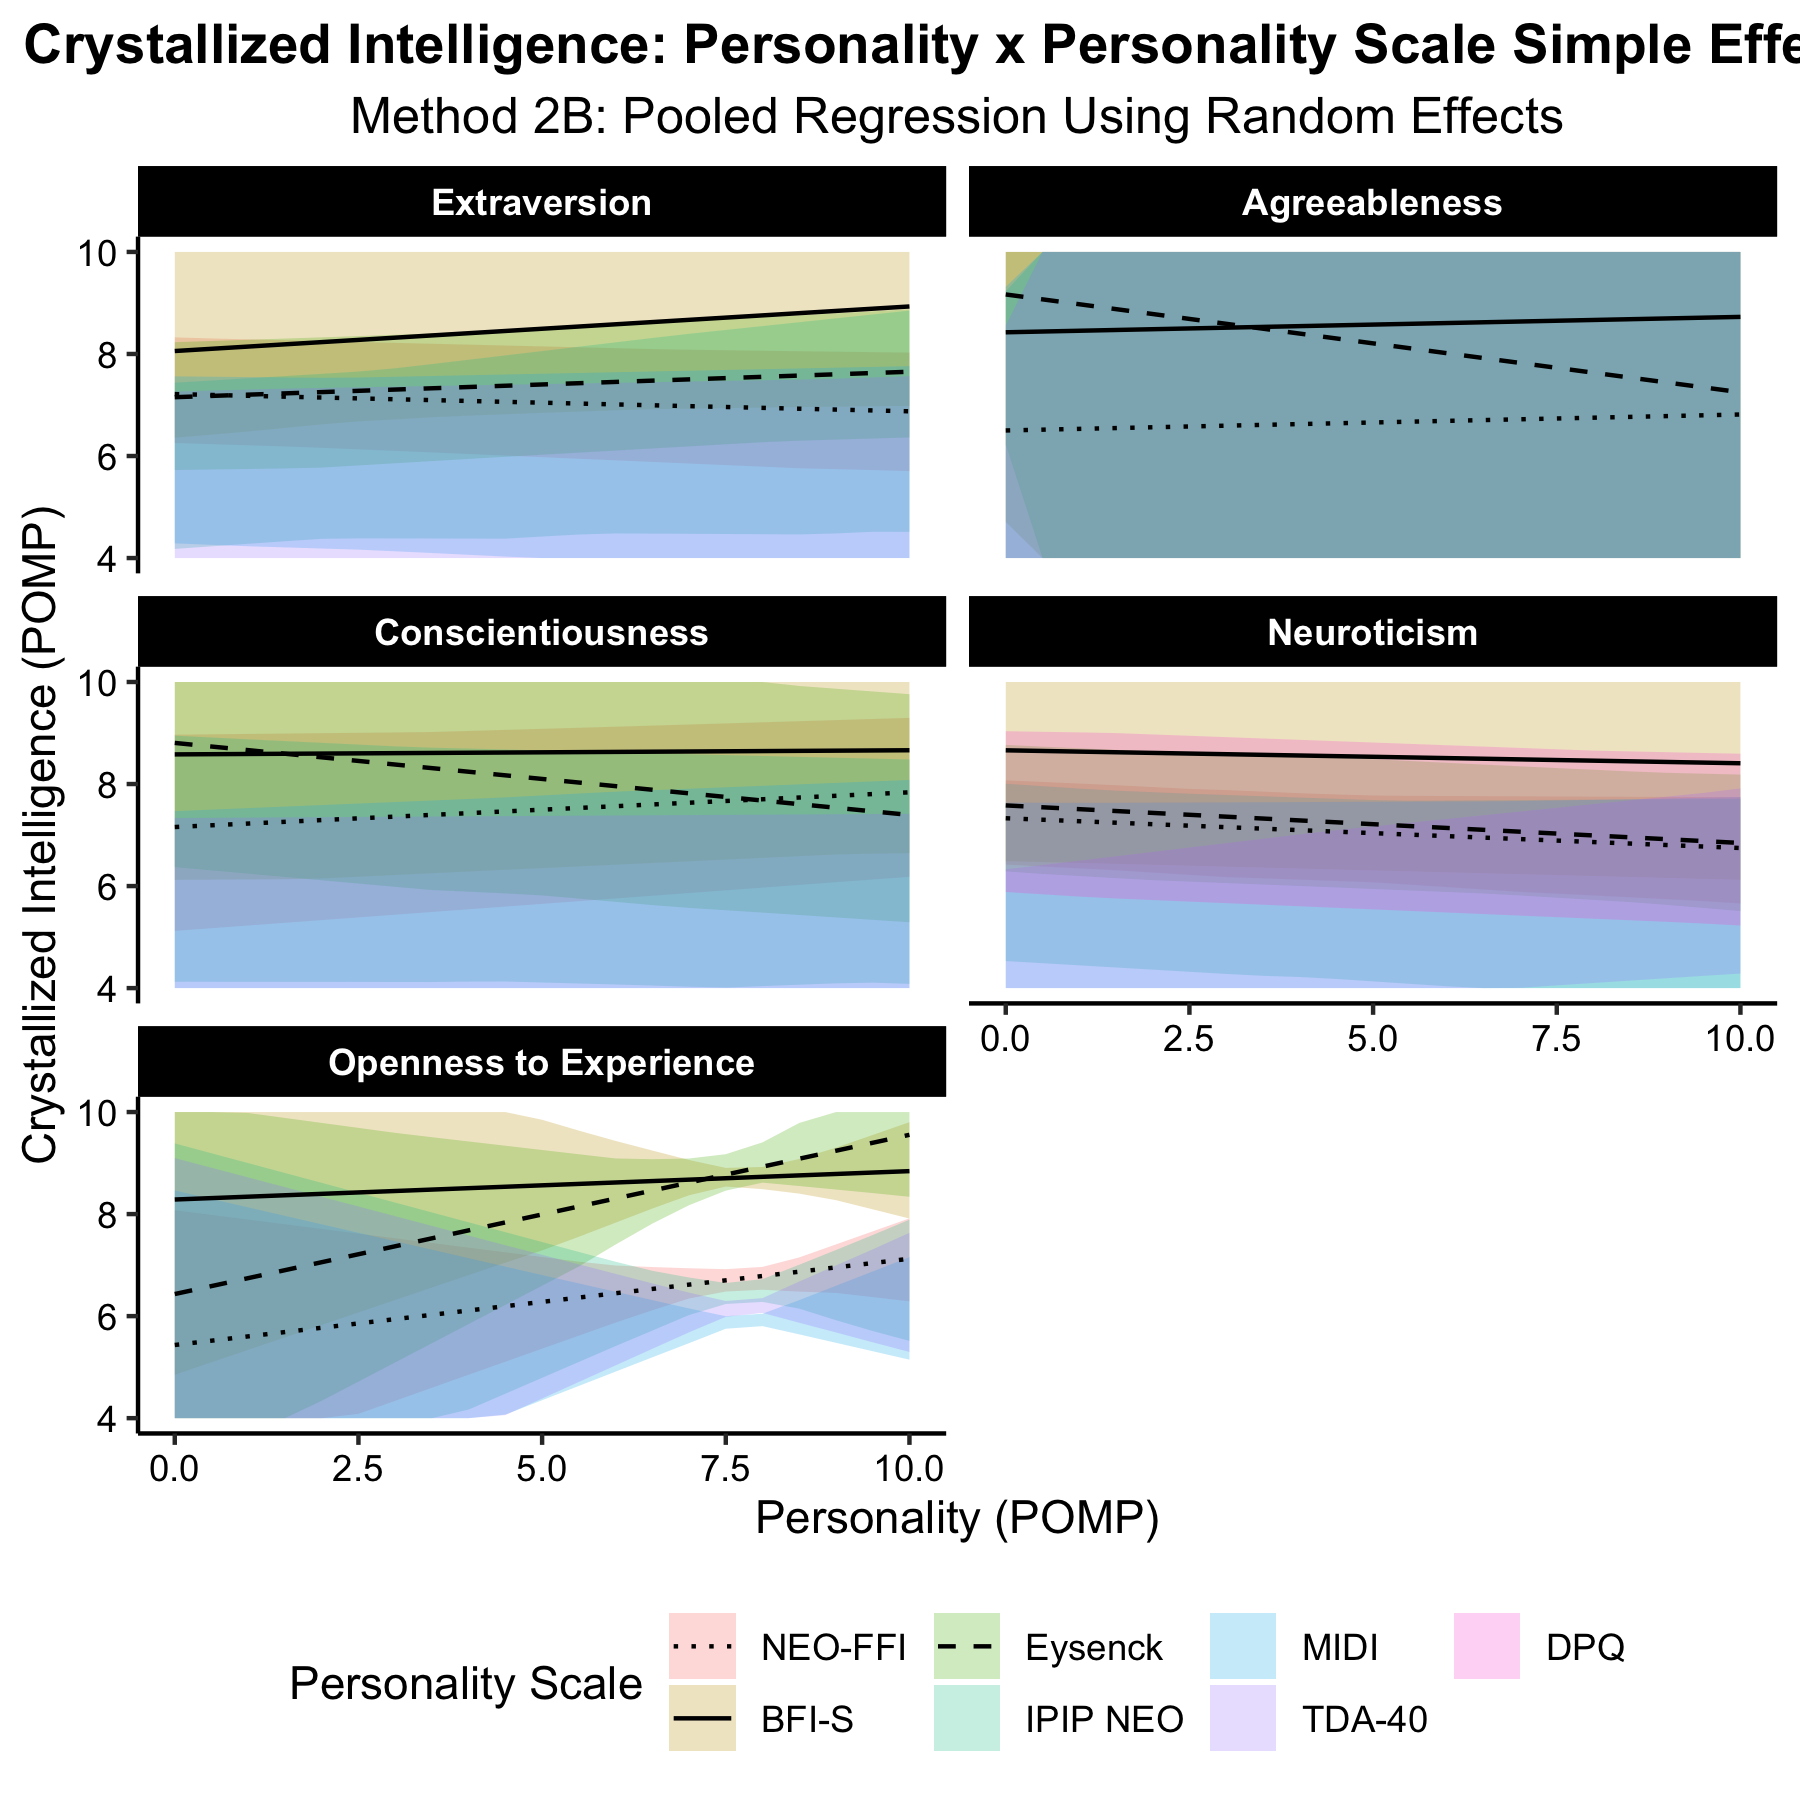 Crystallized Intelligence: Personality x Personality Scale Simple Effe
Method 2B: Pooled Regression Using Random Effects
Extraversion
Agreeableness
10
8
6
4
Conscientiousness
Neuroticism
10
8
6
4
0.0 2.5 5.0 7.5 10.0
Openness to Experience
10
8
6
4
0.0 2.5 5.0 7.5 10.0
Crystallized Intelligence (POMP)
Personality (POMP)
Personality Scale
NEO-FFI Eysenck MIDI DPQ
BFI-S IPIP NEO TDA-40